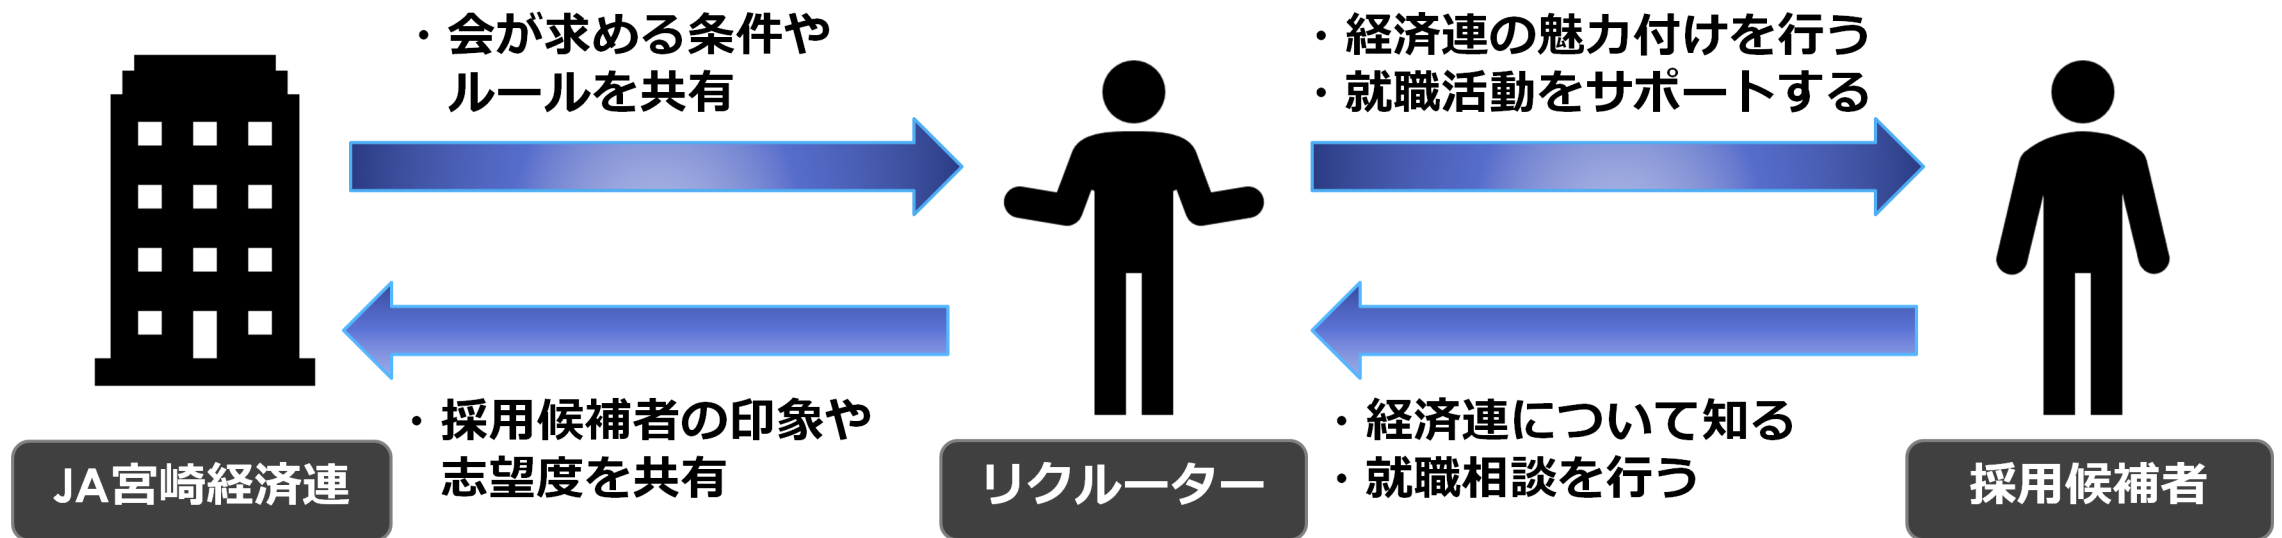 ・会が求める条件や
ルールを共有
・経済連の魅力付けを行う
・就職活動をサポートする
・採用候補者の印象や
志望度を共有
・経済連について知る
・就職相談を行う
JA宮崎経済連
リクルーター
採用候補者